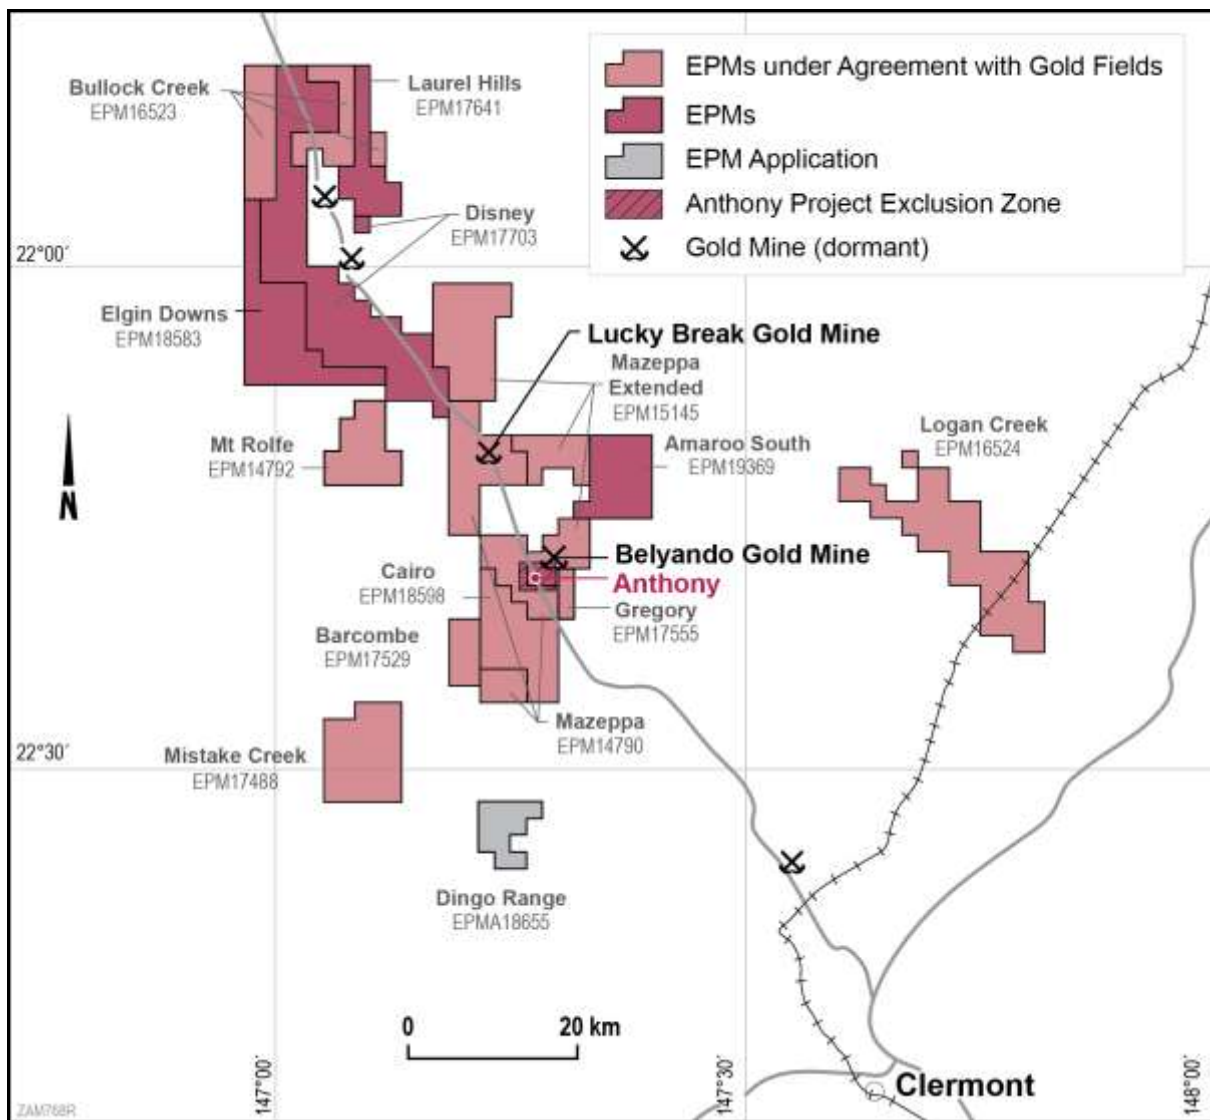 EPMs under Agreement with Gold Fields
EPMs
EPM Application
Anthony Project Exclusion Zone
Gold Mine (dormant)
Bullock Creek
EPM16523
Laurel Hills
EPM17641
Disney
EPM17703
22°00´
Elgin Downs
EPM18583
Lucky Break Gold Mine
Mazeppa
Extended
EPM15145
Mt Rolfe
EPM14792
Amaroo South
EPM19369
Logan Creek
EPM16524
N
Belyando Gold Mine
Anthony
Cairo
EPM18598
Gregory
EPM17555
Barcombe
EPM17529
Mazeppa
EPM14790
22°30´
Mistake Creek
EPM17488
Dingo Range
EPMA18655
0 20 km
147°00´
147°30´
148°00´
Clermont
ZAM768R